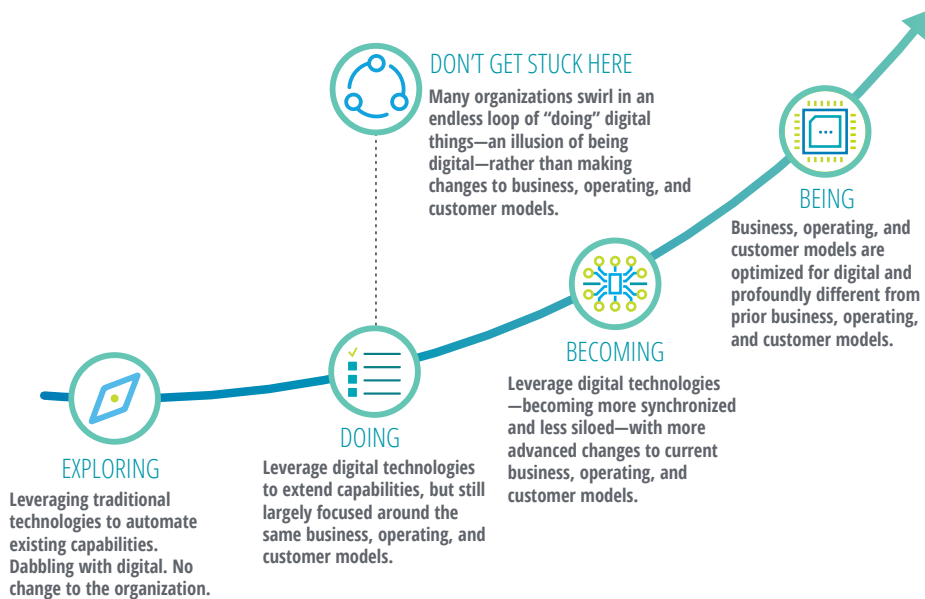 DON'T GET STUCK HERE
Many organizations swirl in an
endless loop of “doing” digital
things—an illusion of being
digital—rather than making
changes to business, operating, and
customer models.
BEING
Business, operating, and
customer models are
optimized for digital and
profoundly different from
prior business, operating,
and customer models.
BECOMING
Leverage digital technologies
—becoming more synchronized
and less siloed—with more
advanced changes to current
business, operating, and
customer models.
DOING
Leverage digital technologies
to extend capabilities, but still
largely focused around the
same business, operating, and
customer models.
EXPLORING
Leveraging traditional
technologies to automate
existing capabilities.
Dabbling with digital. No
change to the organization.